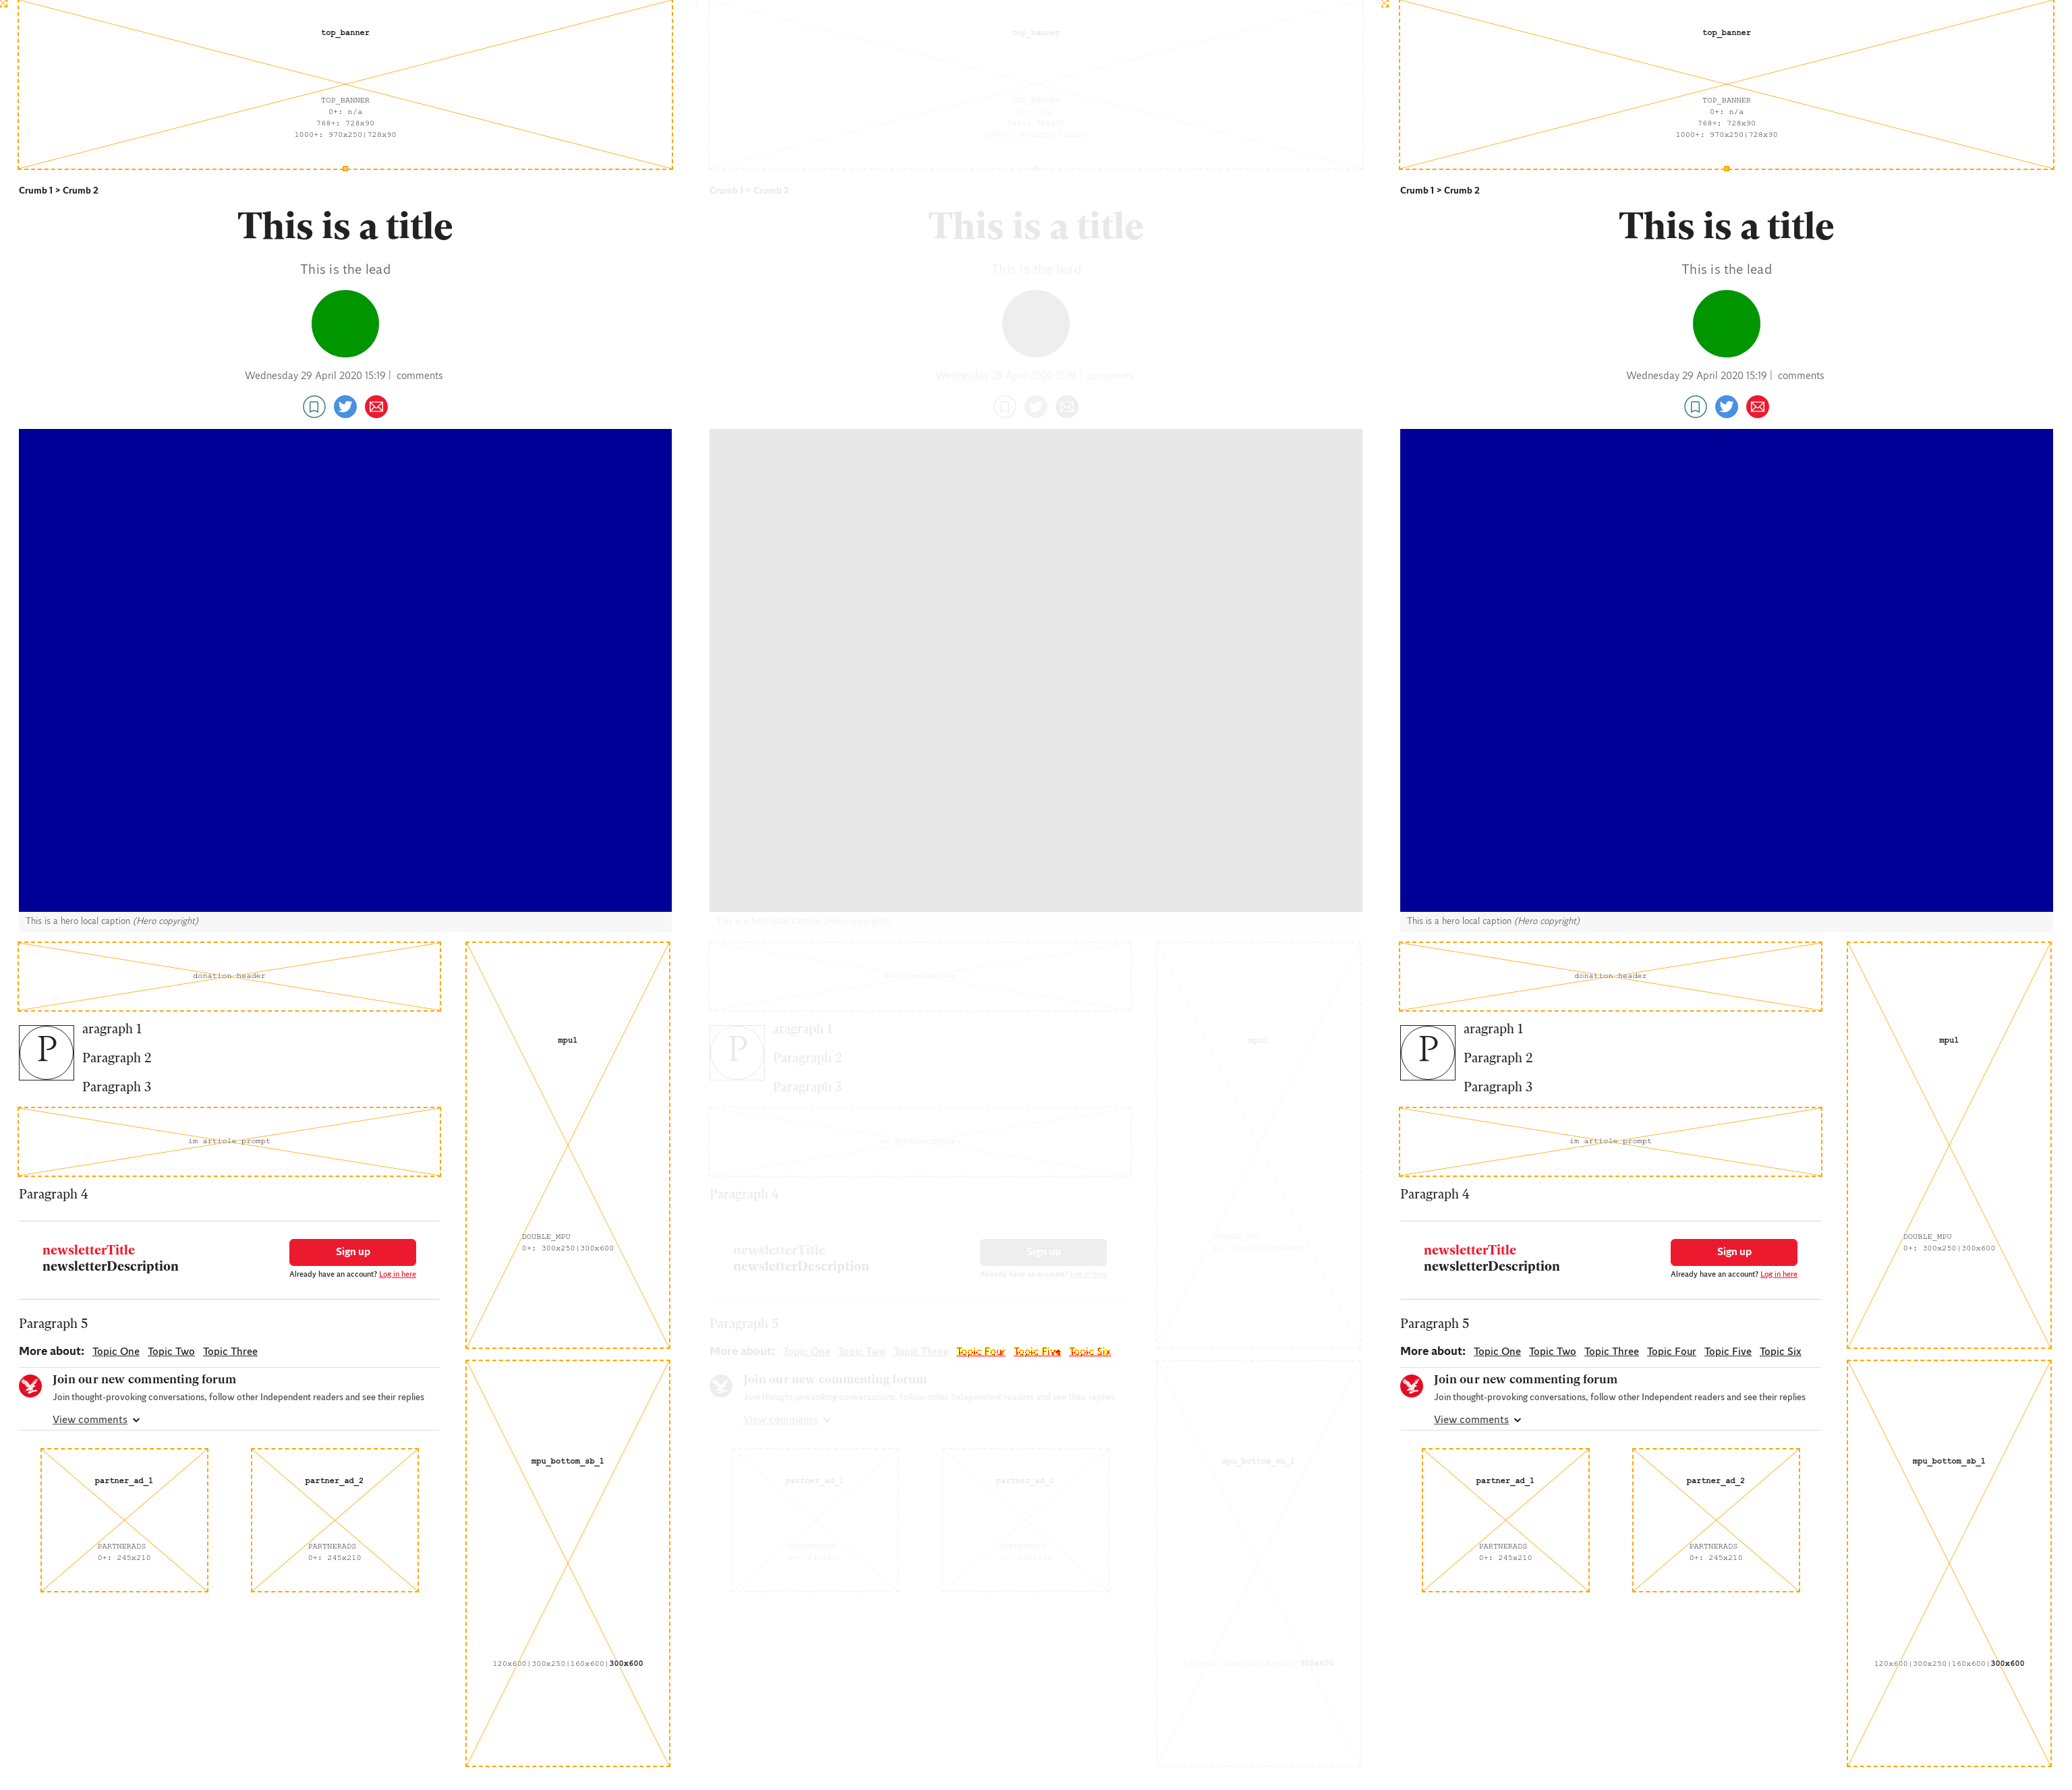 top_banner
TOP_BANNER
0+: n/a
768+: 728x90
1000+: 970x250|728x90
Crumb 1 > Crumb 2
This is a title
This is the lead
Wednesday 29 April 2020 15:19 | comments
This is a hero local caption (Hero copyright)
donation header
mpu1
P
aragraph 1
Paragraph 2
Paragraph 3
im article prompt
Paragraph 4
DOUBLE_MPU
0+: 300x250|300x600
newsletterTitle
newsletterDescription
Sign up
Already have an account? Log in here
Paragraph 5
More about: Topic One Topic Two Topic Three
Join our new commenting forum
Join thought-provoking conversations, follow other Independent readers and see their replies
View comments
mpu_bottom_sb_1
partner_ad_1
partner_ad_2
PARTNERADS
0+: 245x210
PARTNERADS
0+: 245x210
120x600|300x250|160x600|300x600
top_banner
TOP_BANNER
0+: n/a
768+: 728x90
1000+: 970x250|728x90
Crumb 1 > Crumb 2
This is a title
This is the lead
Wednesday 29 April 2020 15:19 | comments
This is a hero local caption (Hero copyright)
donation header
mpu1
P
aragraph 1
Paragraph 2
Paragraph 3
im article prompt
Paragraph 4
DOUBLE_MPU
0+: 300x250|300x600
newsletterTitle
newsletterDescription
Sign up
Already have an account? Log in here
Paragraph 5
More about: Topic One Topic Two Topic Three Topic Four Topic Five Topic Six
Join our new commenting forum
Join thought-provoking conversations, follow other Independent readers and see their replies
View comments
mpu_bottom_sb_1
partner_ad_1
partner_ad_2
PARTNERADS
0+: 245x210
PARTNERADS
0+: 245x210
120x600|300x250|160x600|300x600
top_banner
TOP_BANNER
0+: n/a
768+: 728x90
1000+: 970x250|728x90
Crumb 1 > Crumb 2
This is a title
This is the lead
Wednesday 29 April 2020 15:19 | comments
This is a hero local caption (Hero copyright)
donation header
mpu1
P
aragraph 1
Paragraph 2
Paragraph 3
im article prompt
Paragraph 4
DOUBLE_MPU
0+: 300x250|300x600
newsletterTitle
newsletterDescription
Sign up
Already have an account? Log in here
Paragraph 5
More about: Topic One Topic Two Topic Three Topic Four Topic Five Topic Six
Join our new commenting forum
Join thought-provoking conversations, follow other Independent readers and see their replies
View comments
mpu_bottom_sb_1
partner_ad_1
partner_ad_2
PARTNERADS
0+: 245x210
PARTNERADS
0+: 245x210
120x600|300x250|160x600|300x600